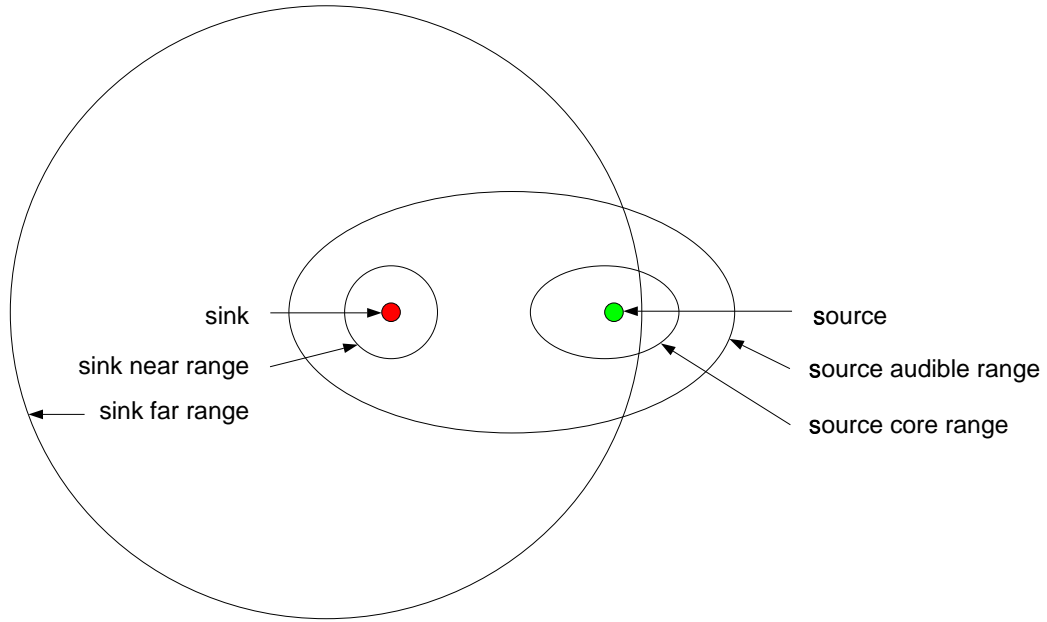 sink
sink near range
sink far range
source
source audible range
source core range